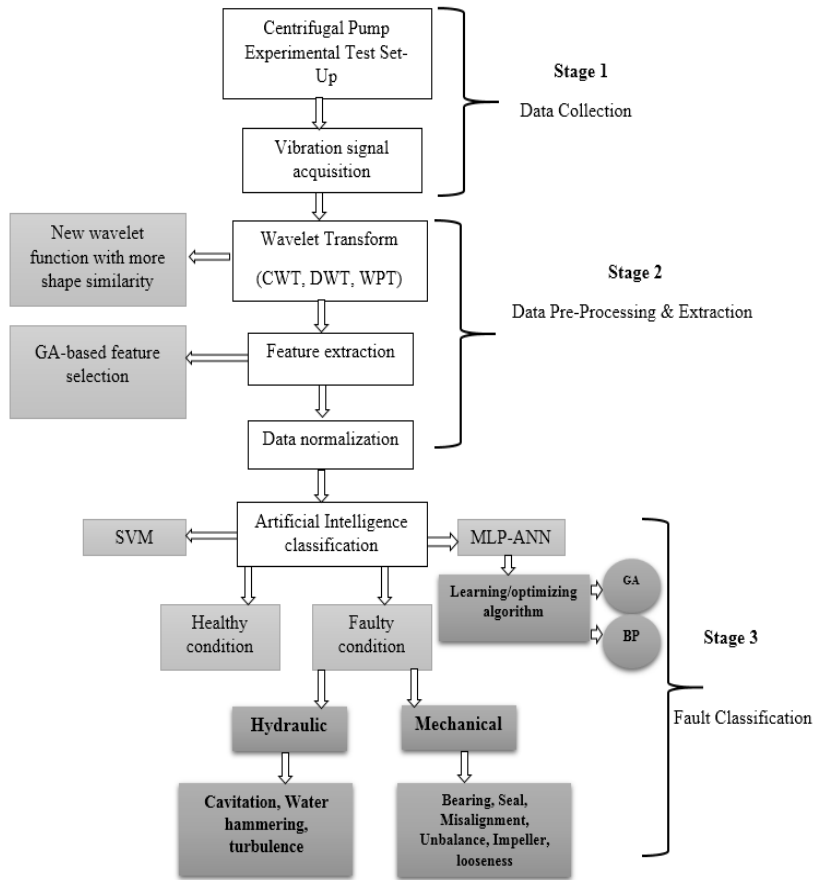 Centrifugal Pump
Experimental Test Set-
Up
Stage 1
Data Collection
Vibration signal
acquisition
New wavelet
function with more
shape similarity
Wavelet Transform
(CWT, DWT, WPT)
Stage 2
Data Pre-Processing & Extraction
GA-based feature
selection
Feature extraction
Data normalization
SVM
Artificial Intelligence
classification
MLP-ANN
Learning/optimizing
algorithm
GA
BP
Healthy
condition
Faulty
condition
Stage 3
Fault Classification
Hydraulic
Mechanical
Cavitation, Water
hammering,
turbulence
Bearing, Seal,
Misalignment,
Unbalance, Impeller,
looseness